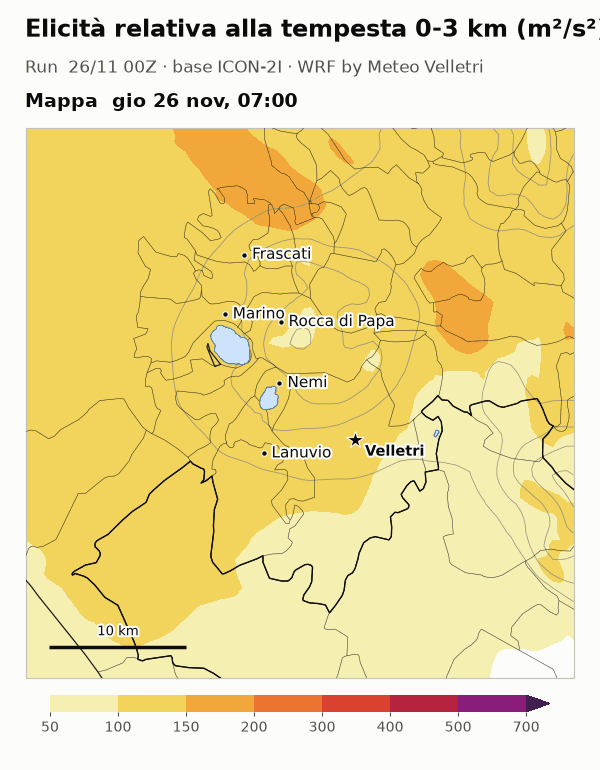 Elicità relativa alla tempesta 0-3 km (m²/s²)
Run  26/11 00Z · base ICON-2I · WRF by Meteo Velletri
Mappa  gio 26 nov, 07:00
Frascati
Marino
Rocca di Papa
Nemi
Lanuvio
Velletri
10 km
50 100 150 200 300 400 500 700